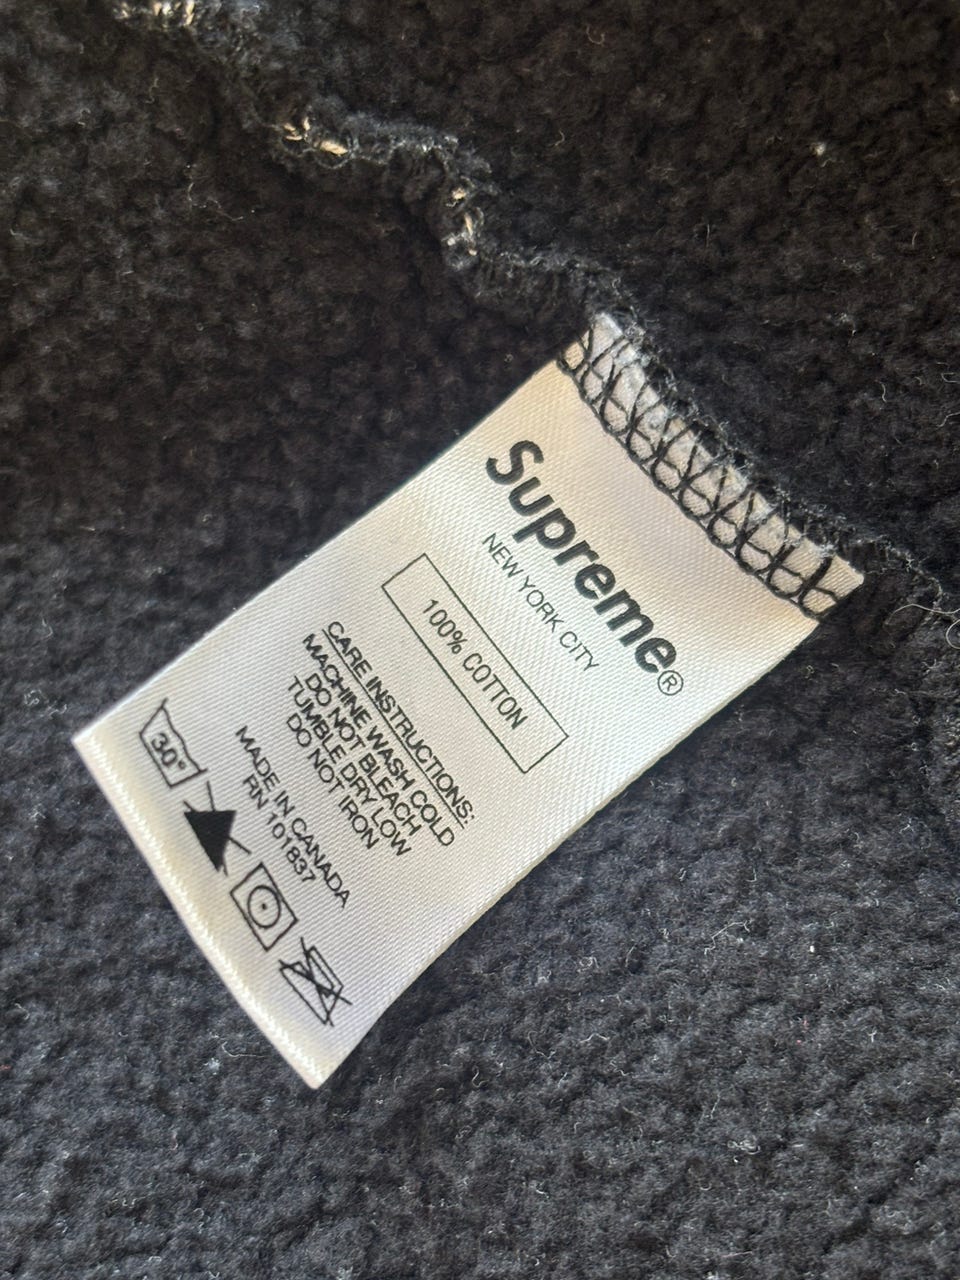 Supreme®
NEW YORK CITY
100% COTTON
CARE INSTRUCTIONS:
MACHINE WASH COLD
DO NOT BLEACH
TUMBLE DRY LOW
DO NOT IRON
MADE IN CANADA
RN 101837
30°